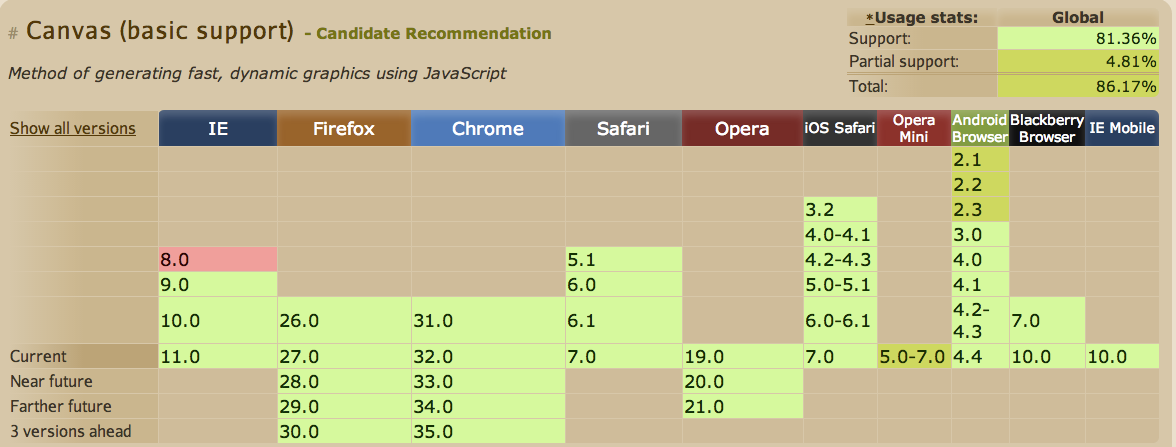 # Canvas (basic support) - Candidate Recommendation
*Usage stats: Global
Support: 81.36%
Partial support: 4.81%
Total: 86.17%
Method of generating fast, dynamic graphics using JavaScript
Show all versions IE Firefox Chrome Safari Opera iOS Safari Opera Mini Android Browser Blackberry Browser IE Mobile
2.1
2.2
3.2 2.3
4.0-4.1 3.0
8.0 5.1 4.2-4.3 4.0
9.0 6.0 5.0-5.1 4.1
10.0 26.0 31.0 6.1 6.0-6.1 4.2-4.3 7.0
Current 11.0 27.0 32.0 7.0 19.0 7.0 5.0-7.0 4.4 10.0 10.0
Near future 28.0 33.0 20.0
Farther future 29.0 34.0 21.0
3 versions ahead 30.0 35.0